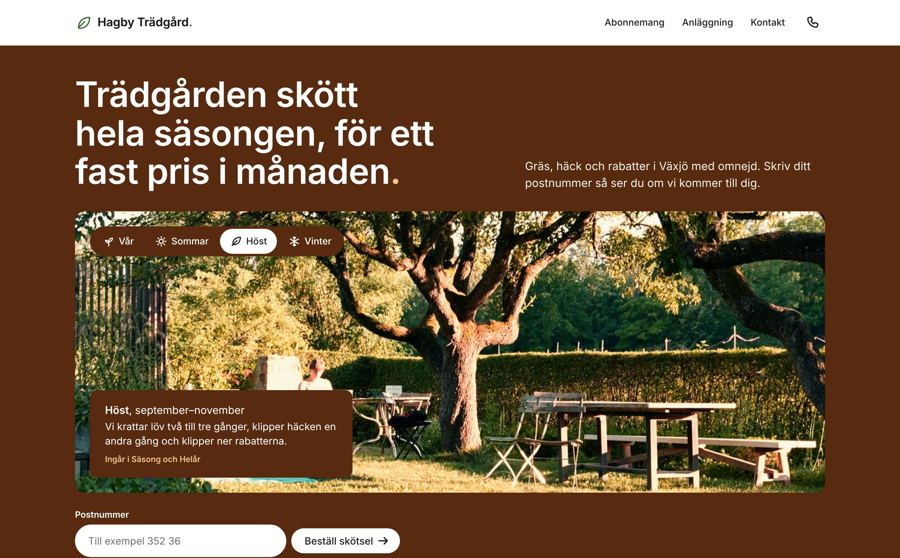 Hagby Trädgård.
Abonnemang
Anläggning
Kontakt
Trädgården skött
hela säsongen, för ett
fast pris i månaden.
Gräs, häck och rabatter i Växjö med omnejd. Skriv ditt
postnummer så ser du om vi kommer till dig.
Vår
Sommar
Höst
Vinter
Höst, september–november
Vi krattar löv två till tre gånger, klipper häcken en
andra gång och klipper ner rabatterna.
Ingår i Säsong och Helår
Postnummer
Till exempel 352 36
Beställ skötsel